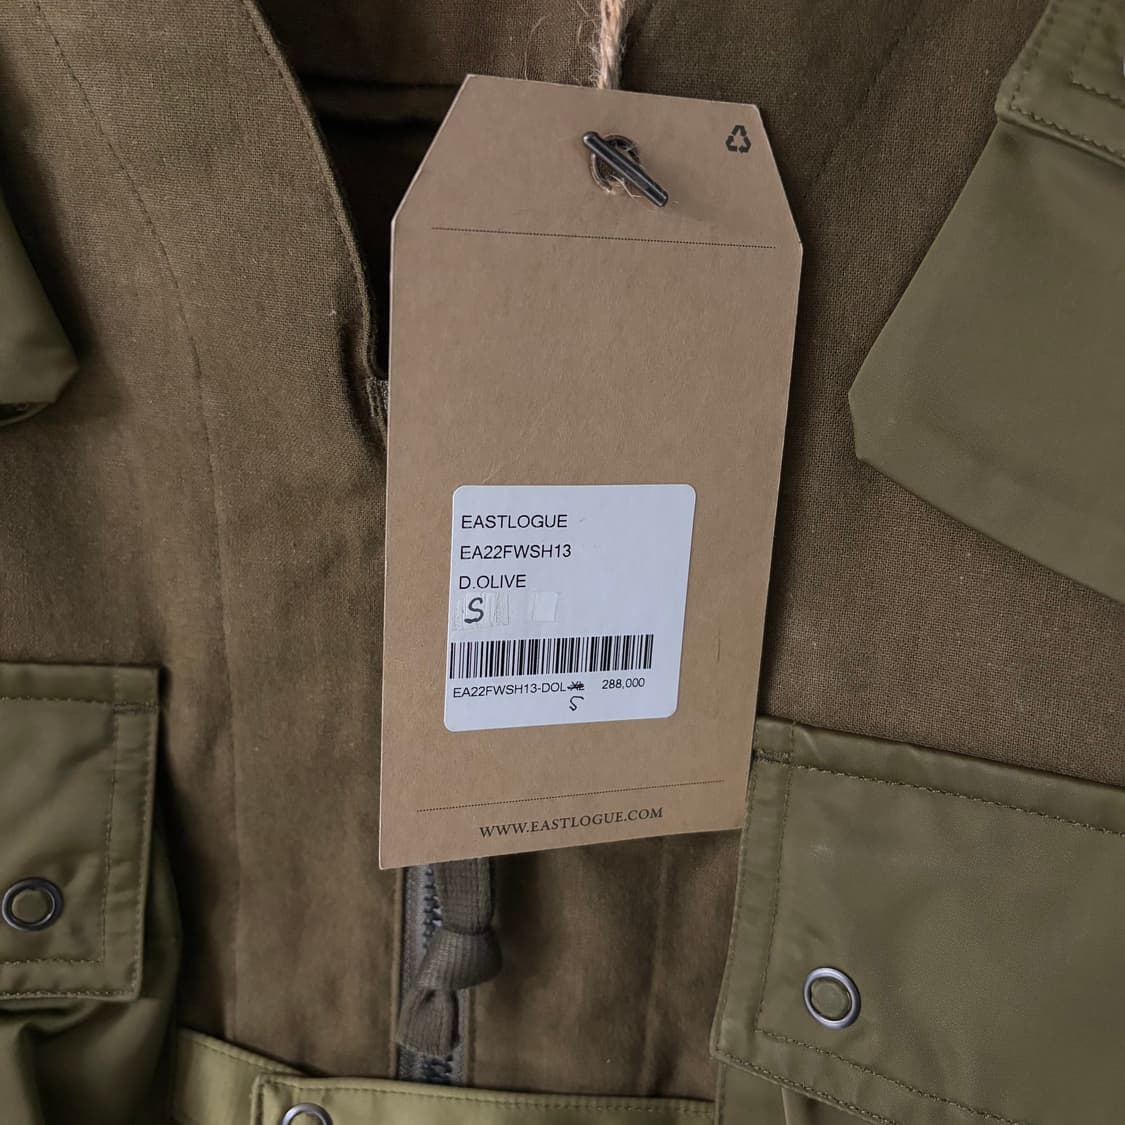 EASTLOGUE
EA22FWSH13
D.OLIVE
S
EA22FWSH13-DOL-XL 288,000
S
WWW.EASTLOGUE.COM